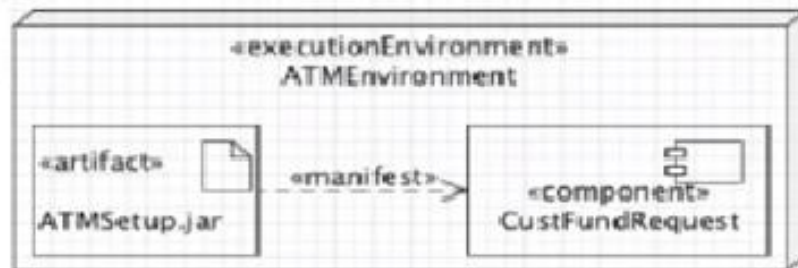 «executionEnvironment»
ATMEnvironment
«artifact»
ATMSetup.jar
«manifest»
«component»
CustFundRequest